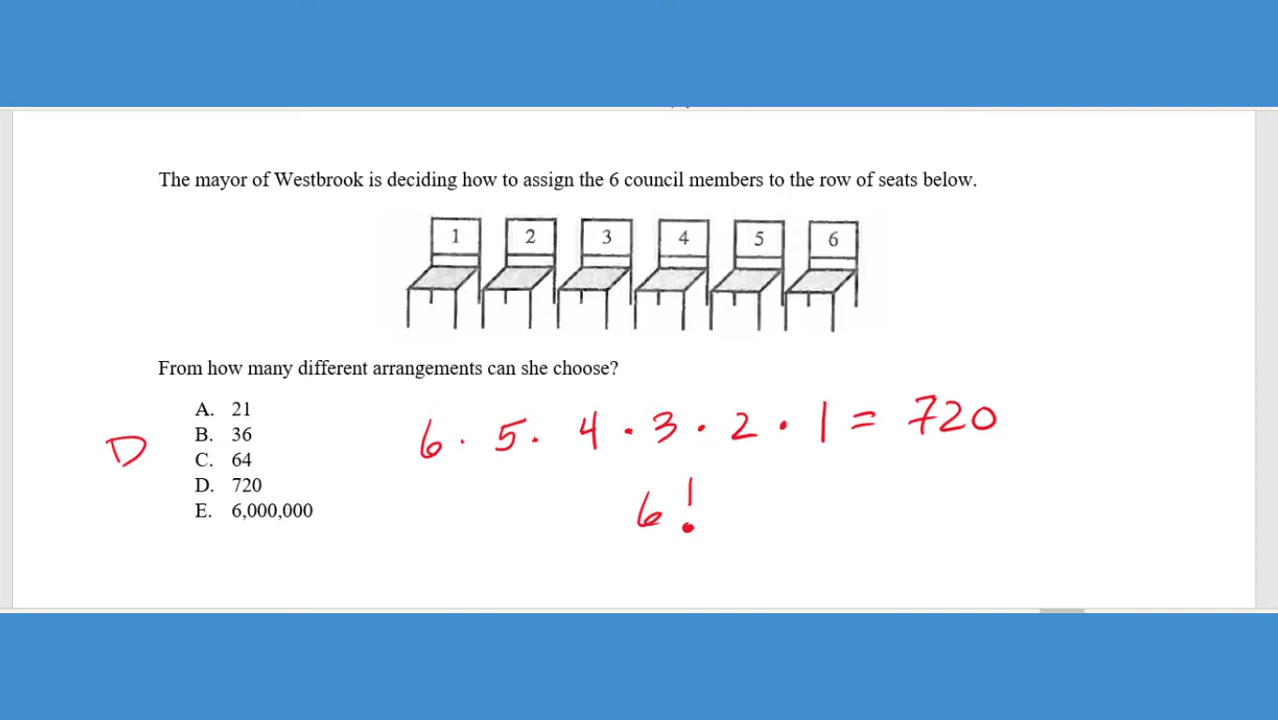 The mayor of Westbrook is deciding how to assign the 6 council members to the row of seats below.
1 2 3 4 5 6
From how many different arrangements can she choose?
A. 21
B. 36
C. 64
D. 720
E. 6,000,000
D
6 · 5 · 4 · 3 · 2 · 1 = 720
6!